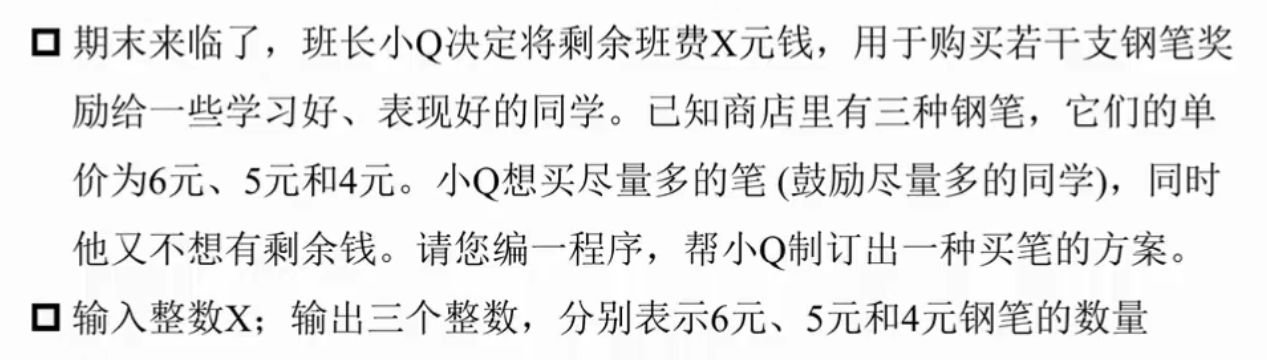 期末来临了，班长小Q决定将剩余班费X元钱，用于购买若干支钢笔奖
励给一些学习好、表现好的同学。已知商店里有三种钢笔，它们的单
价为6元、5元和4元。小Q想买尽量多的笔 (鼓励尽量多的同学)，同时
他又不想有剩余钱。请您编一程序，帮小Q制订出一种买笔的方案。
输入整数X；输出三个整数，分别表示6元、5元和4元钢笔的数量